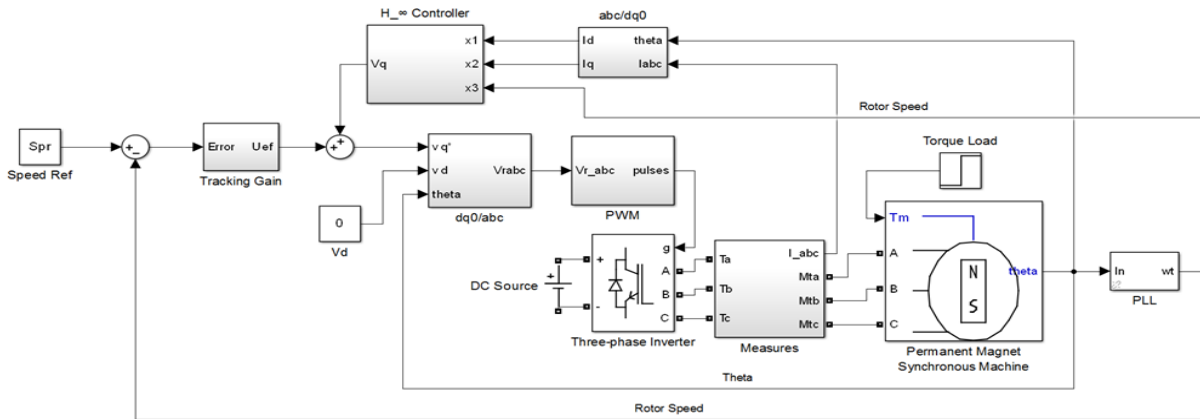 H_∞ Controller
abc/dq0
x1
Id
theta
Vq
x2
Iq
Iabc
x3
Rotor Speed
Spr
Error
Uef
Speed Ref
Tracking Gain
v q*
v d
theta
Vrabc
dq0/abc
Vr_abc
pulses
PWM
Torque Load
0
Vd
Tm
DC Source
+
-
g
A
B
C
Three-phase Inverter
Ta
Tb
Tc
I_abc
Mta
Mtb
Mtc
Measures
A
B
C
N
S
theta
Permanent Magnet
Synchronous Machine
In
wt
PLL
Theta
Rotor Speed